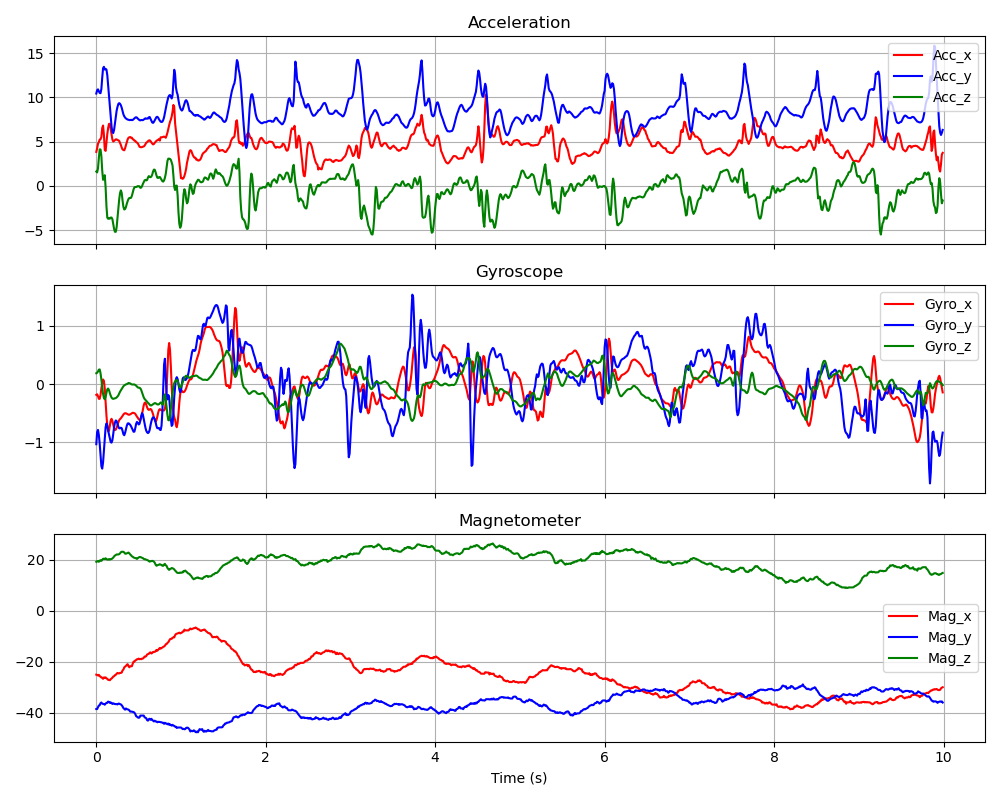 Acceleration
15
10
5
0
−5
Acc_x
Acc_y
Acc_z
Gyroscope
1
0
−1
Gyro_x
Gyro_y
Gyro_z
Magnetometer
20
0
−20
−40
Mag_x
Mag_y
Mag_z
0 2 4 6 8 10
Time (s)